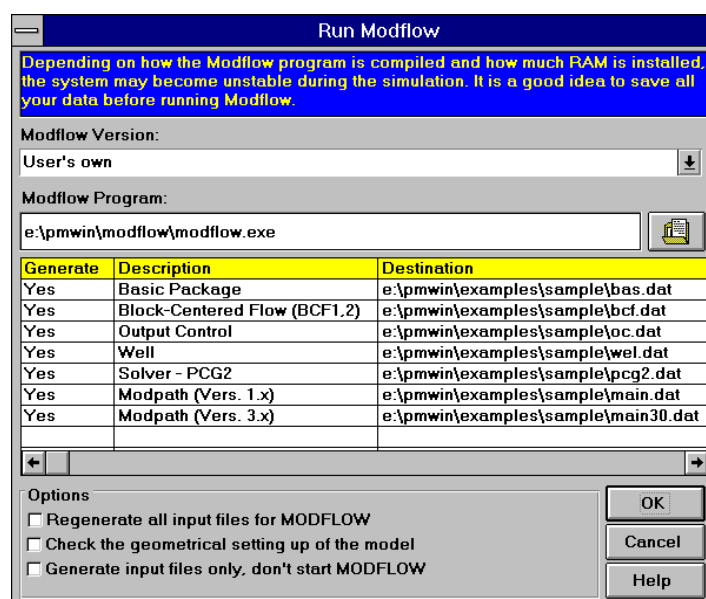 Run Modflow
Depending on how the Modflow program is compiled and how much RAM is installed,
the system may become unstable during the simulation. It is a good idea to save all
your data before running Modflow.
Modflow Version:
User's own
Modflow Program:
e:\pmwin\modflow\modflow.exe
Generate Description Destination
Yes Basic Package e:\pmwin\examples\sample\bas.dat
Yes Block-Centered Flow (BCF1,2) e:\pmwin\examples\sample\bcf.dat
Yes Output Control e:\pmwin\examples\sample\oc.dat
Yes Well e:\pmwin\examples\sample\wel.dat
Yes Solver - PCG2 e:\pmwin\examples\sample\pcg2.dat
Yes Modpath (Vers. 1.x) e:\pmwin\examples\sample\main.dat
Yes Modpath (Vers. 3.x) e:\pmwin\examples\sample\main30.dat
Options
Regenerate all input files for MODFLOW
Check the geometrical setting up of the model
Generate input files only, don't start MODFLOW
OK
Cancel
Help